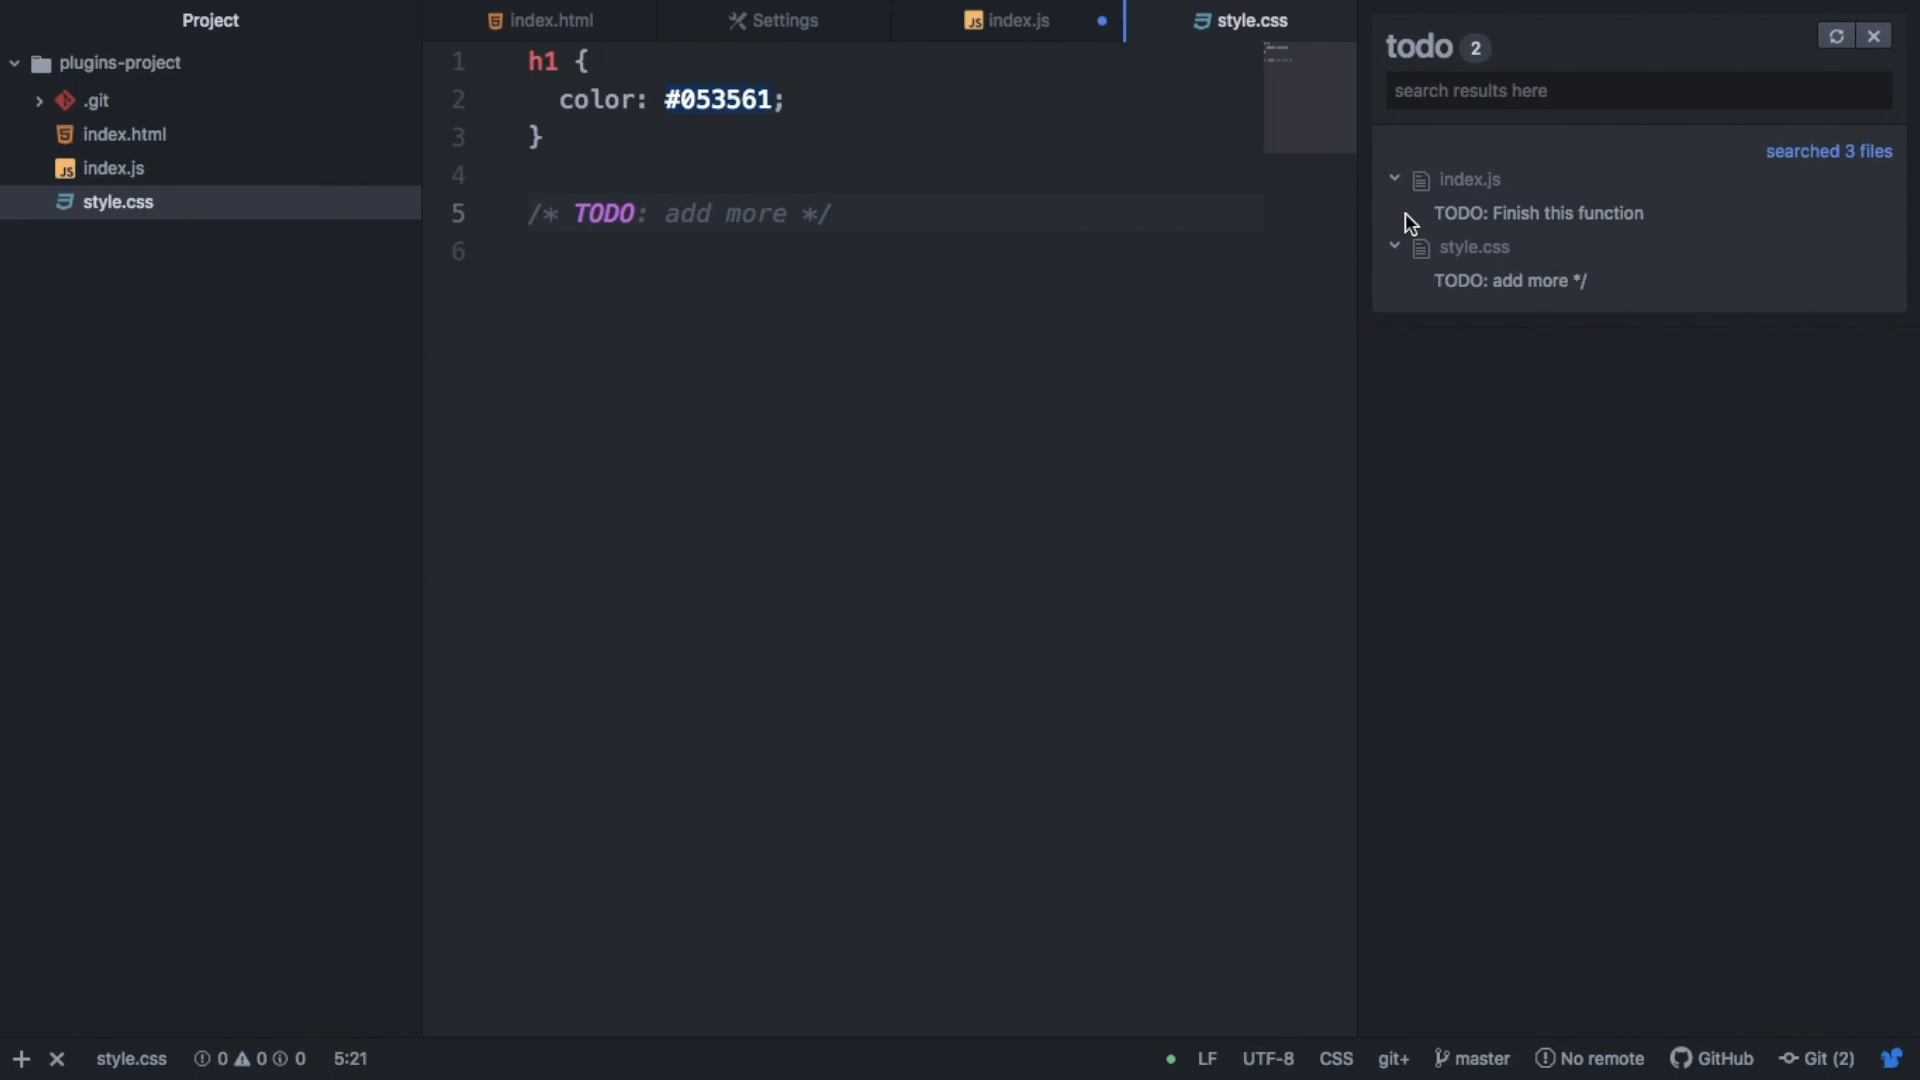 Project
plugins-project
.git
index.html
index.js
style.css
index.html
Settings
index.js
style.css
1 h1 {
2 color: #053561;
3 }
4
5 /* TODO: add more */
6
todo 2
search results here
searched 3 files
index.js
TODO: Finish this function
style.css
TODO: add more */
style.css 0 0 0 5:21 LF UTF-8 CSS git+ master No remote GitHub Git (2)